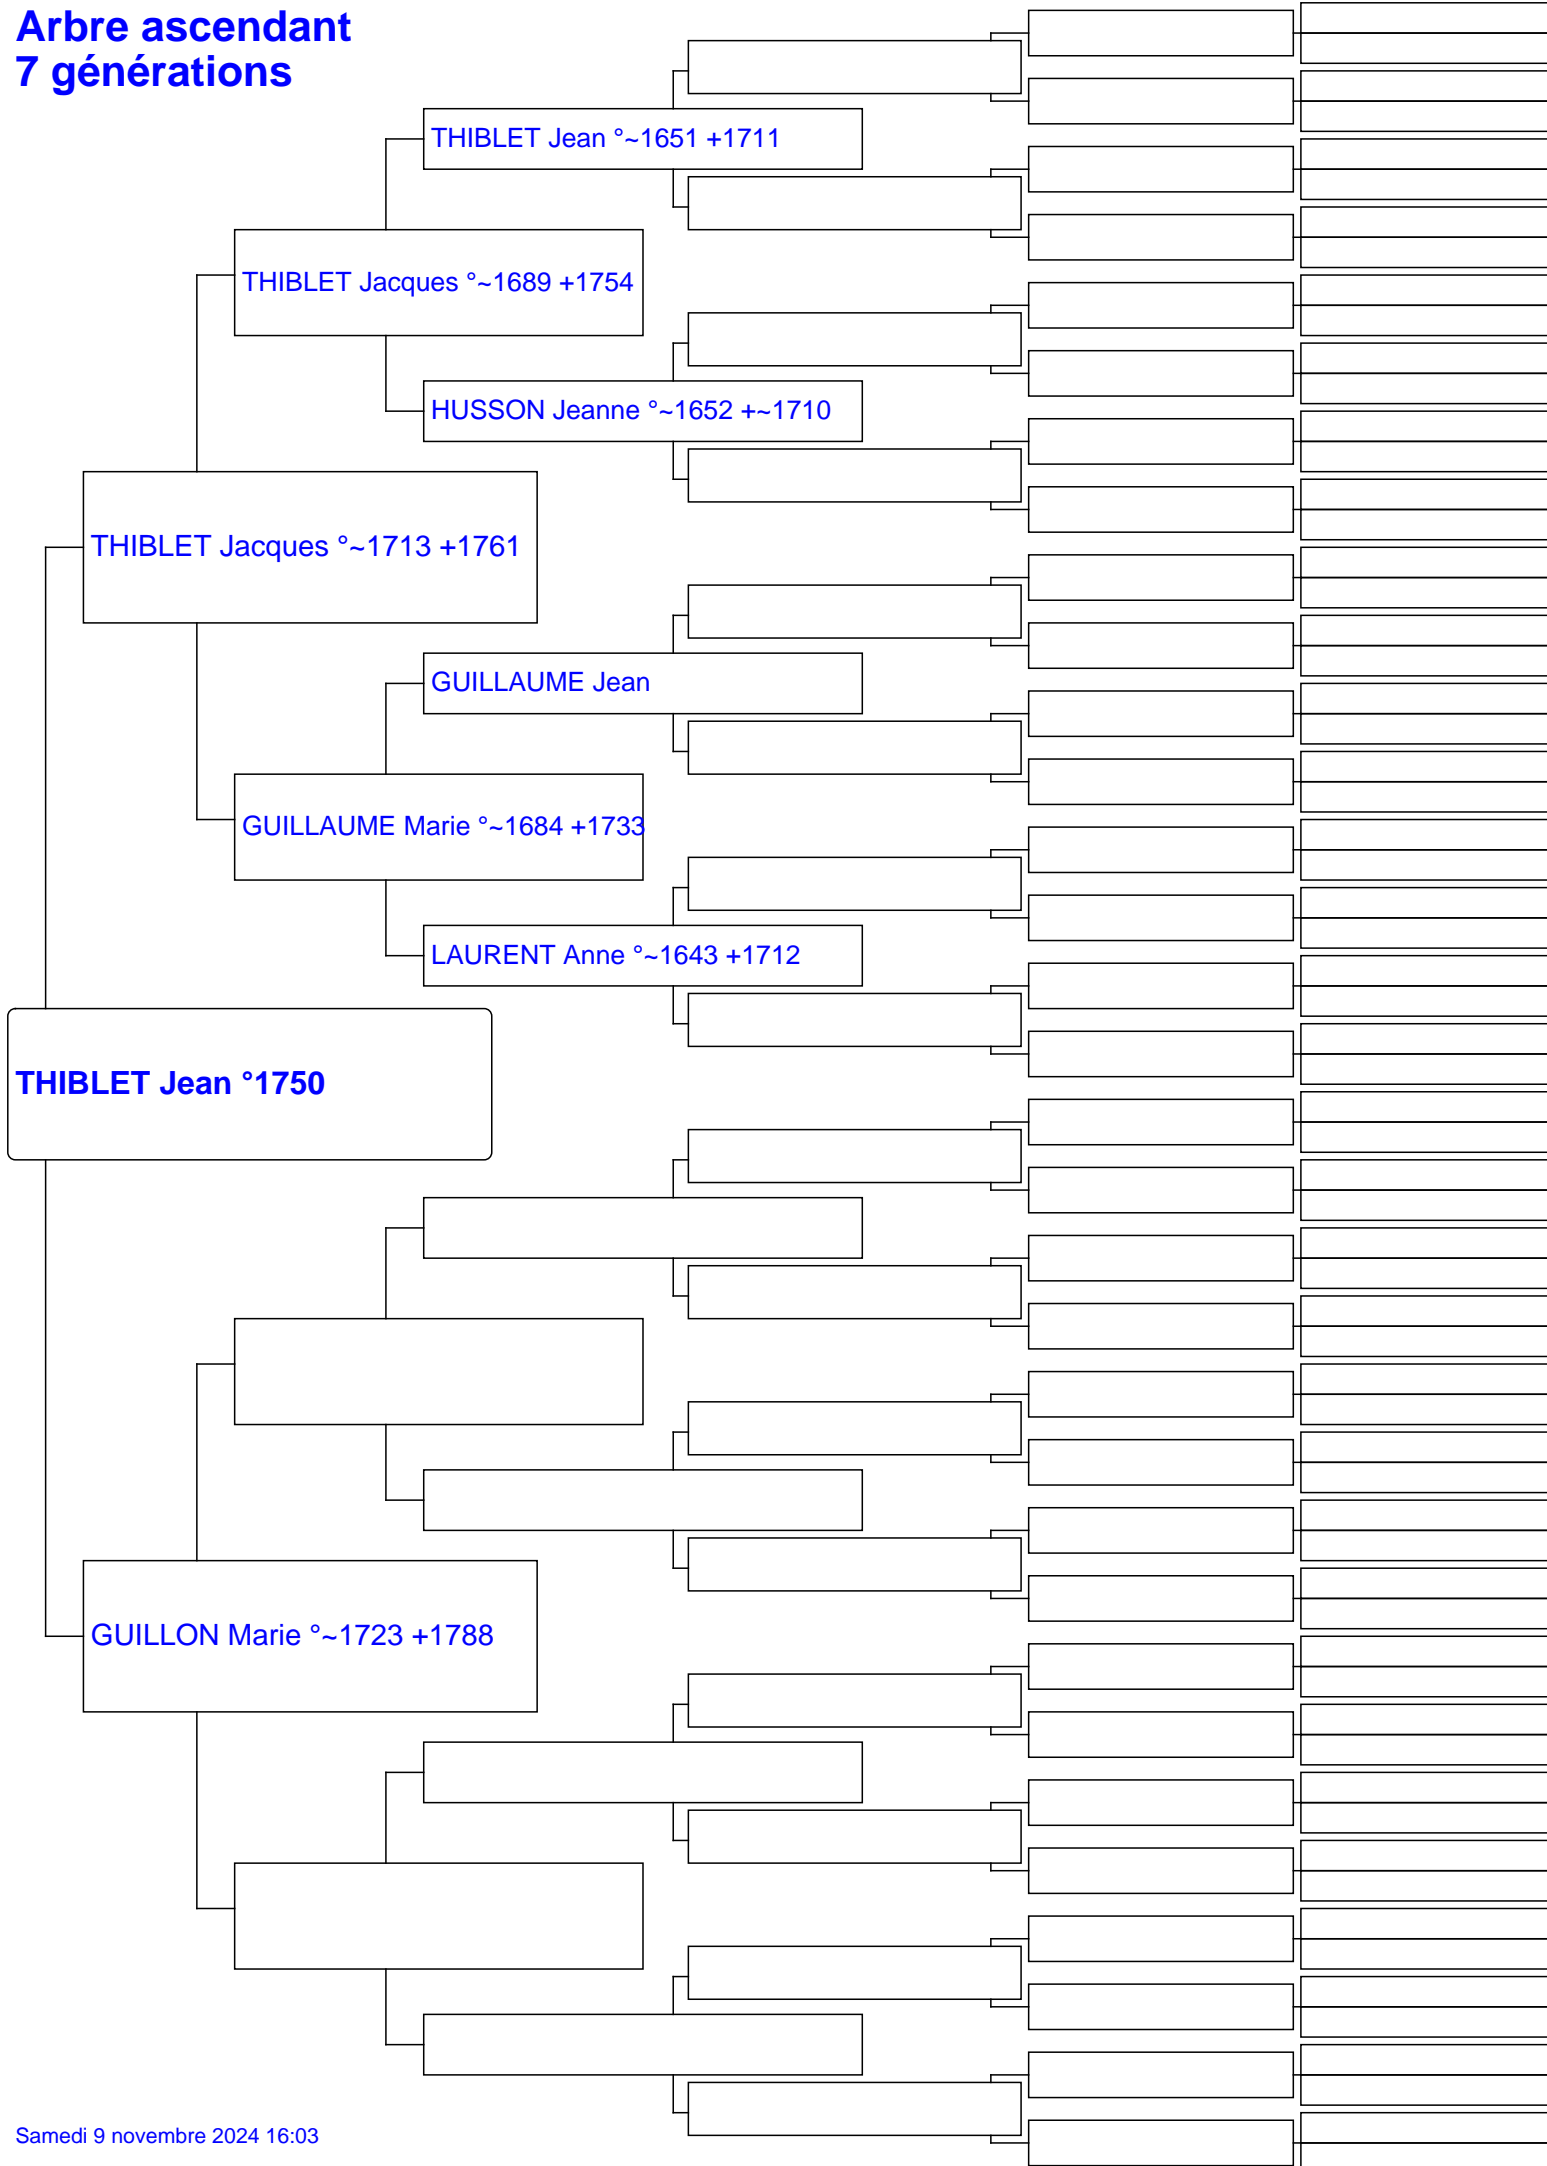 Arbre ascendant
7 générations
THIBLET Jean °~1651 +1711
THIBLET Jacques °~1689 +1754
HUSSON Jeanne °~1652 +~1710
THIBLET Jacques °~1713 +1761
GUILLAUME Jean
GUILLAUME Marie °~1684 +1733
LAURENT Anne °~1643 +1712
THIBLET Jean °1750
GUILLON Marie °~1723 +1788
Samedi 9 novembre 2024 16:03